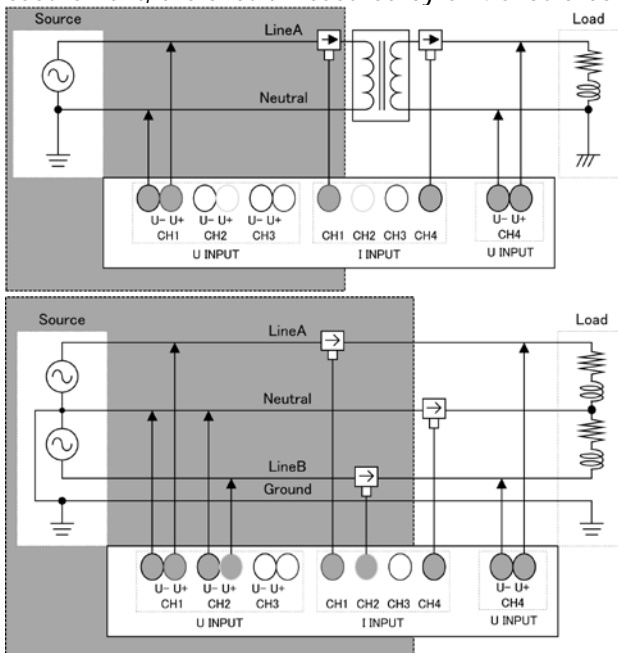 Source
Load
LineA
Neutral
U- U+ U- U+ U- U+
CH1 CH2 CH3
U INPUT
CH1 CH2 CH3 CH4
I INPUT
U- U+
CH4
U INPUT
Source
Load
LineA
Neutral
LineB
Ground
U- U+ U- U+ U- U+
CH1 CH2 CH3
U INPUT
CH1 CH2 CH3 CH4
I INPUT
U- U+
CH4
U INPUT